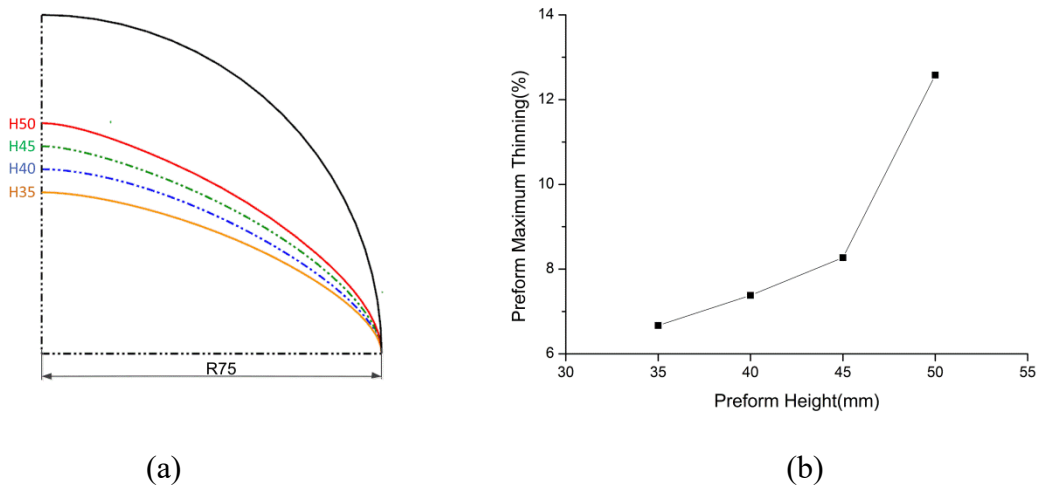 H50
H45
H40
H35
R75
(a)
Preform Maximum Thinning(%)
14
12
10
8
6
30
35
40
45
50
55
Preform Height(mm)
(b)